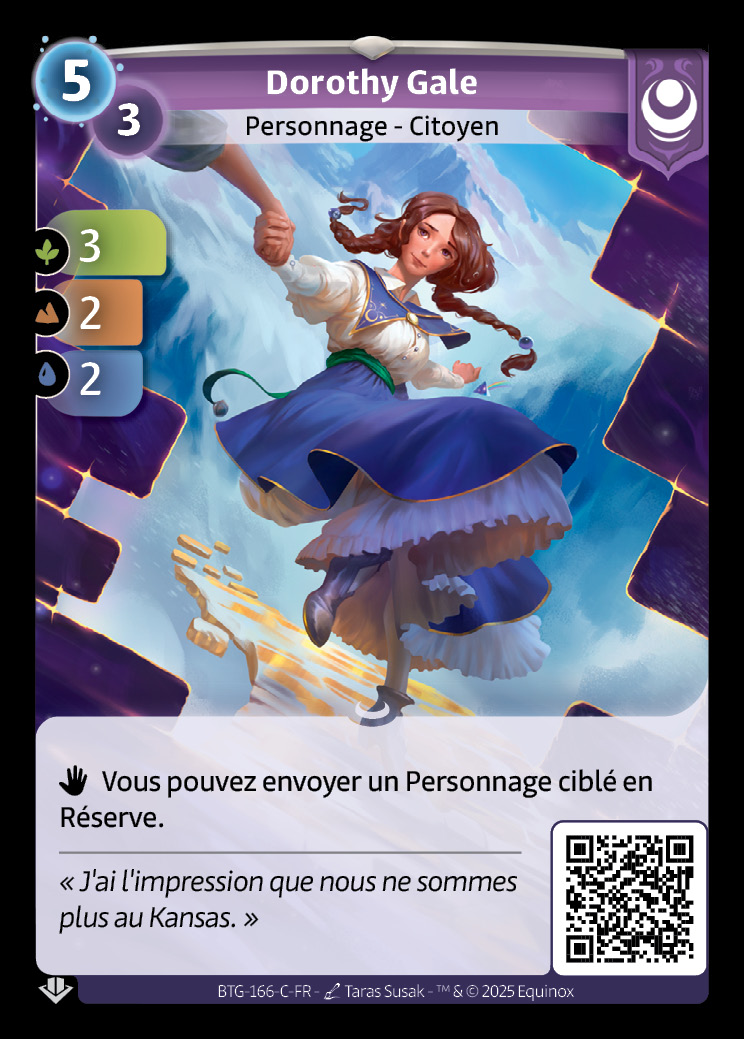 5
Dorothy Gale
3
Personnage - Citoyen
3
2
2
Vous pouvez envoyer un Personnage ciblé en
Réserve.
« J'ai l'impression que nous ne sommes
plus au Kansas. »
BTG-166-C-FR - Taras Susak - ™ & © 2025 Equinox